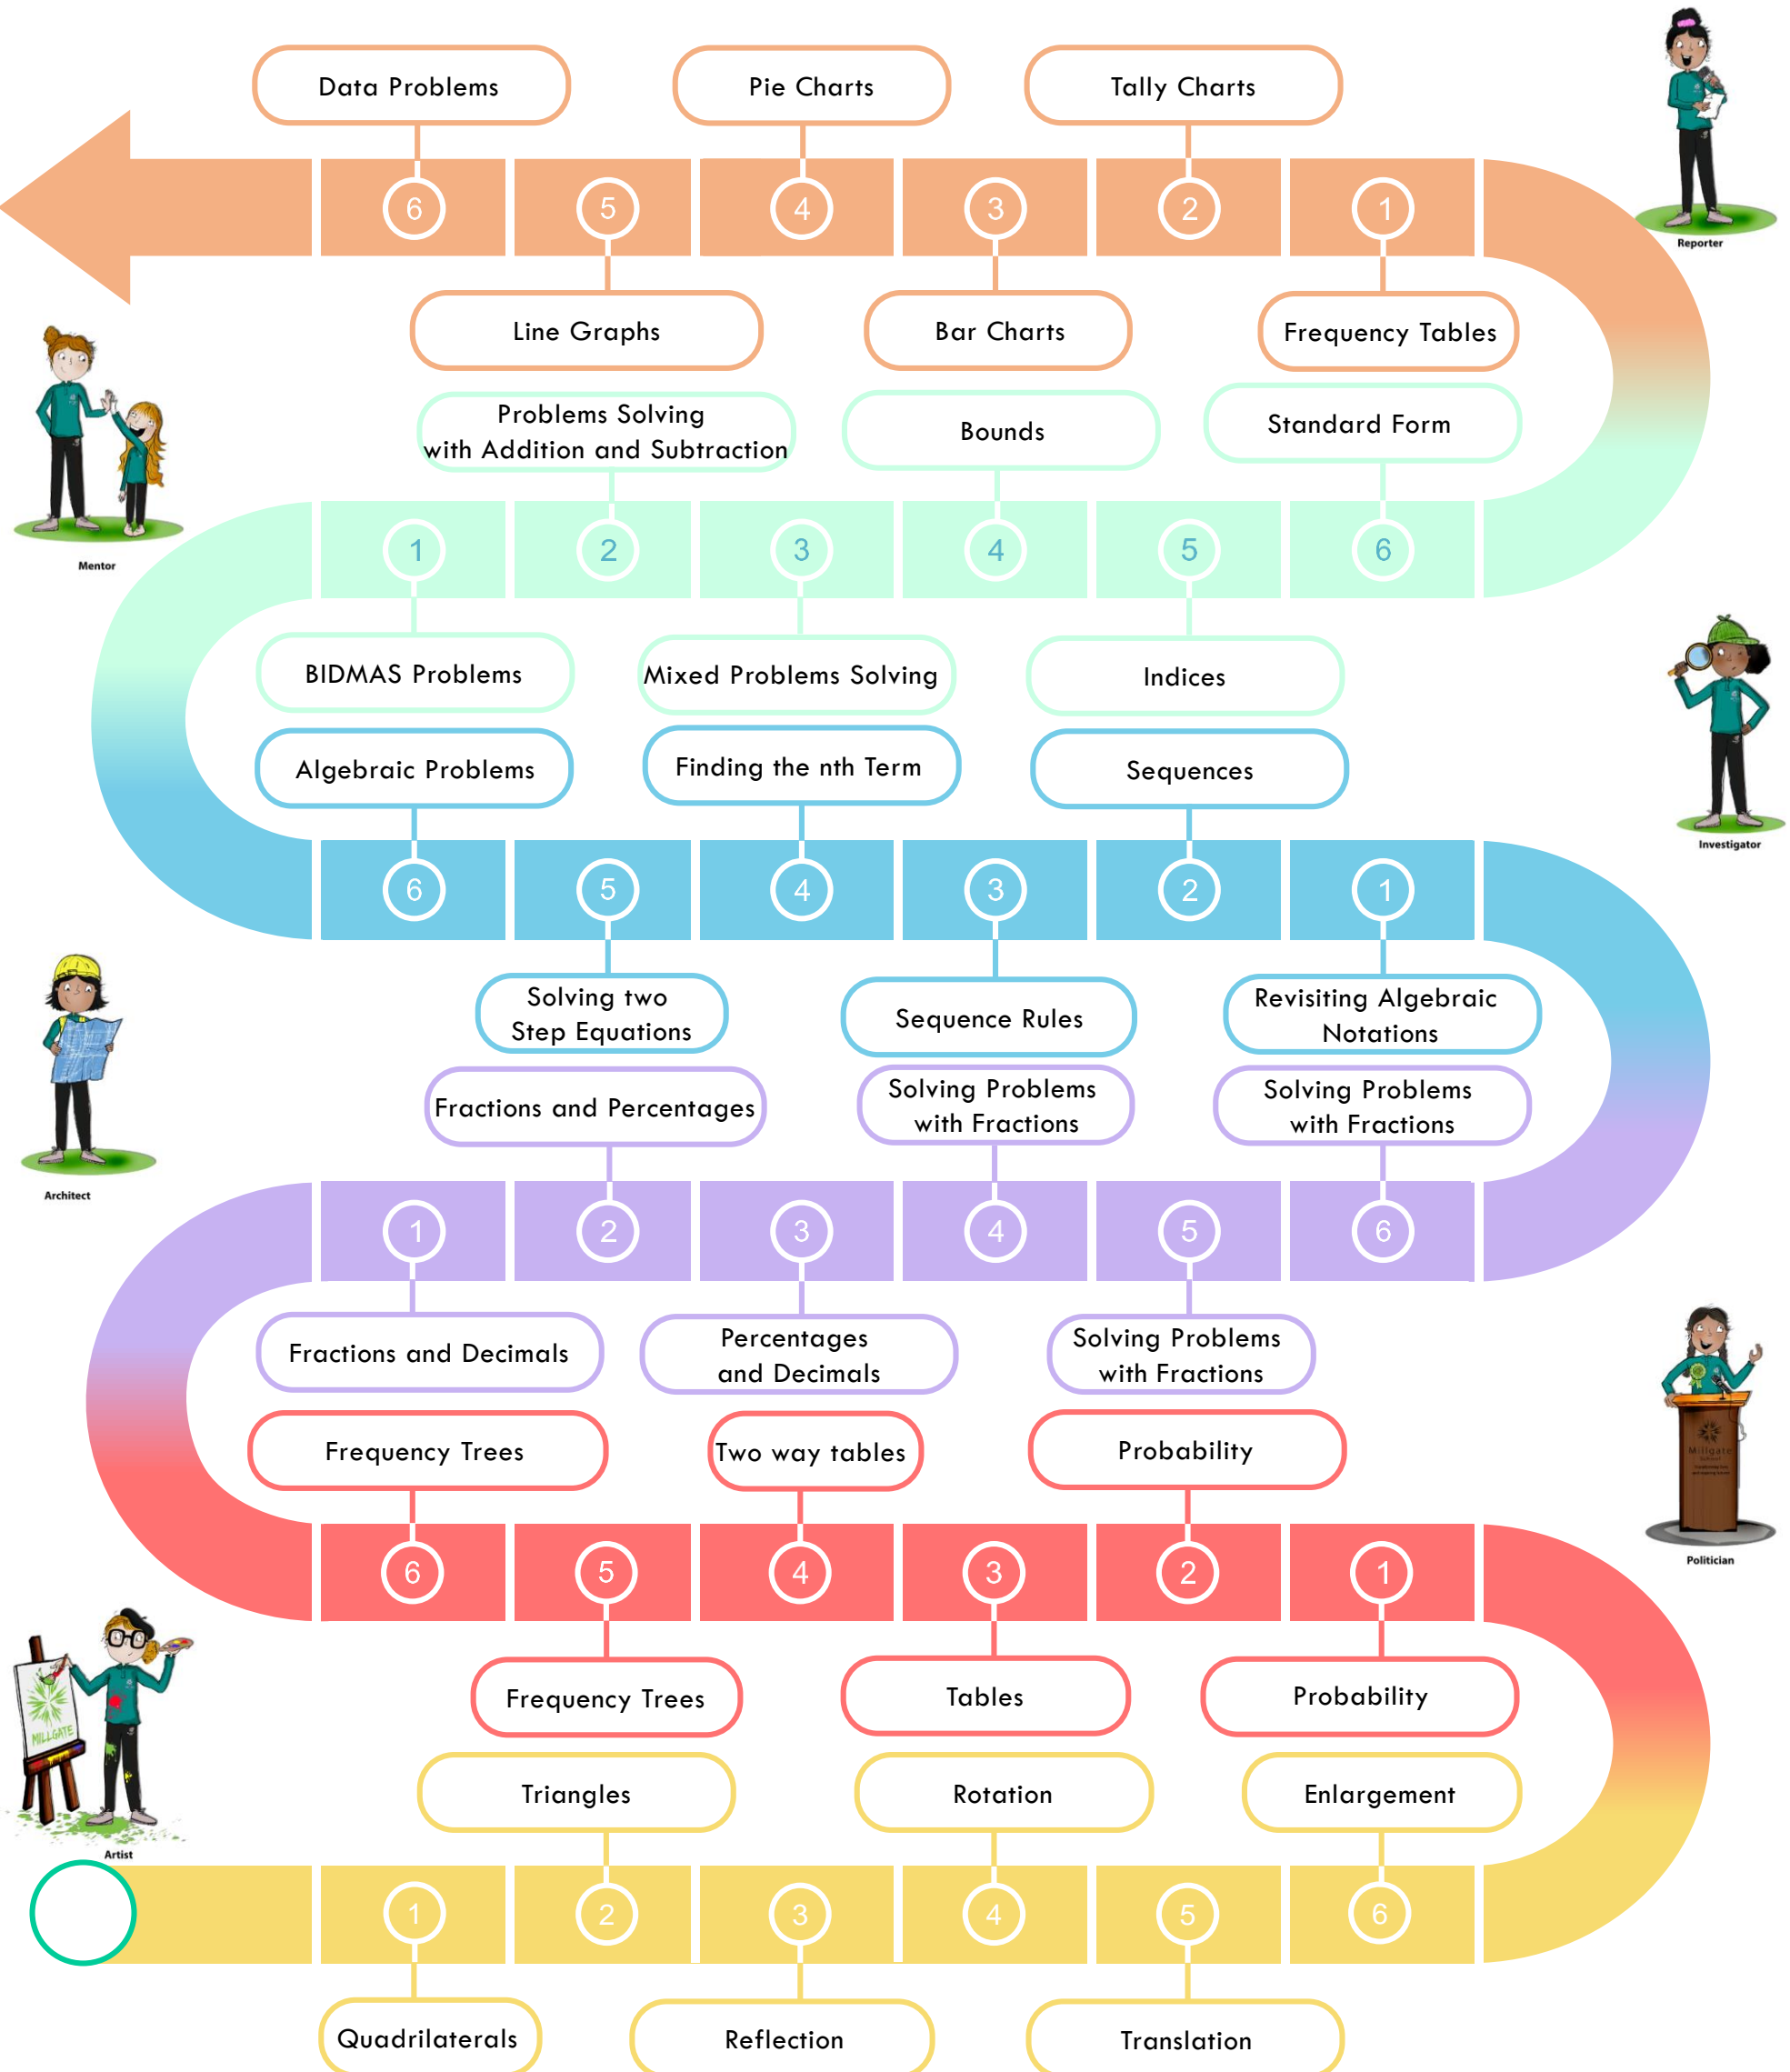 Data Problems
Pie Charts
Tally Charts
6
5
4
3
2
1
Reporter
Line Graphs
Bar Charts
Frequency Tables
Problems Solving
with Addition and Subtraction
Bounds
Standard Form
Mentor
1
2
3
4
5
6
BIDMAS Problems
Mixed Problems Solving
Indices
Investigator
Algebraic Problems
Finding the nth Term
Sequences
6
5
4
3
2
1
Solving two
Step Equations
Sequence Rules
Revisiting Algebraic
Notations
Architect
Fractions and Percentages
Solving Problems
with Fractions
Solving Problems
with Fractions
1
2
3
4
5
6
Fractions and Decimals
Percentages
and Decimals
Solving Problems
with Fractions
Millgate
School
Politician
Frequency Trees
Two way tables
Probability
6
5
4
3
2
1
Frequency Trees
Tables
Probability
MILLGATE
Artist
Triangles
Rotation
Enlargement
1
2
3
4
5
6
Quadrilaterals
Reflection
Translation